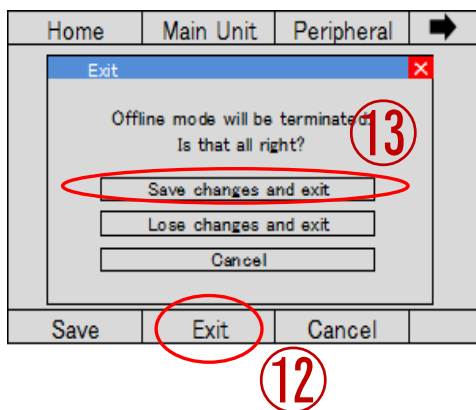 Home Main Unit Peripheral
Exit
Offline mode will be terminated.
Is that all right?
⑬
Save changes and exit
Lose changes and exit
Cancel
Save Exit Cancel
⑫